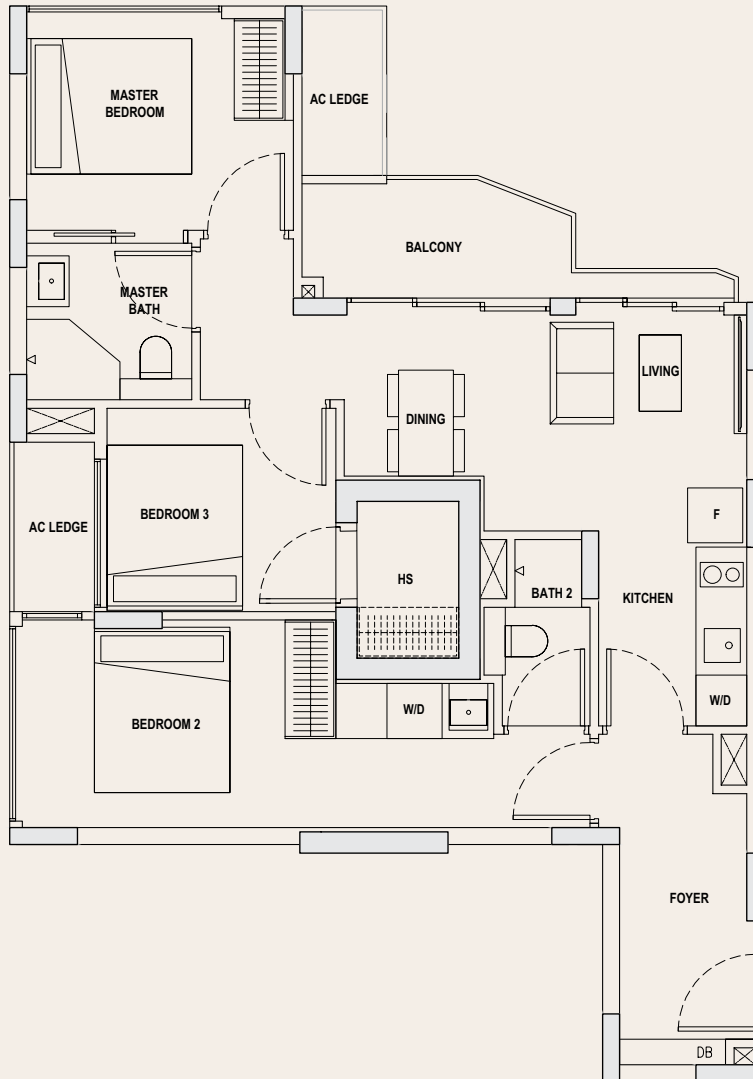 MASTER
BEDROOM
AC LEDGE
BALCONY
MASTER
BATH
LIVING
DINING
BEDROOM 3
AC LEDGE
F
HS
BATH 2
KITCHEN
W/D
W/D
BEDROOM 2
FOYER
DB